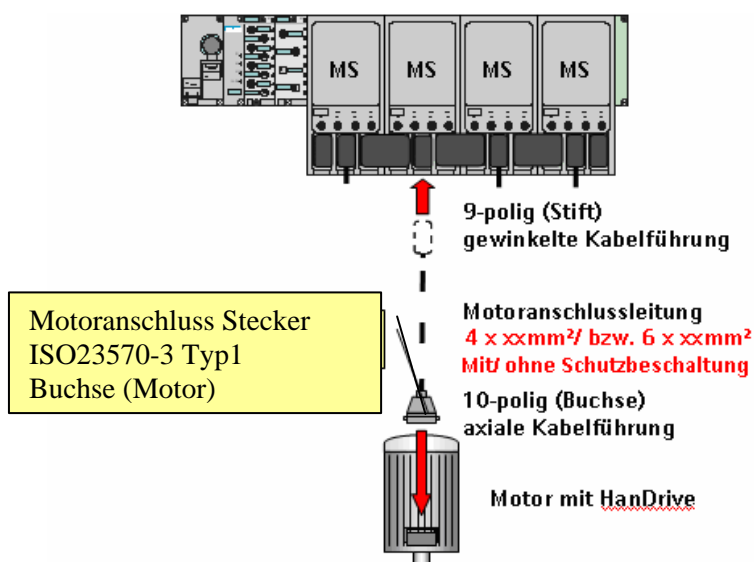 MS MS MS MS
9-polig (Stift)
gewinkelte Kabelführung
Motoranschluss Stecker
ISO23570-3 Typ1
Buchse (Motor)
Motoranschlussleitung
4 x xxmm²/ bzw. 6 x xxmm²
Mit/ ohne Schutzbeschaltung
10-polig (Buchse)
axiale Kabelführung
Motor mit HanDrive